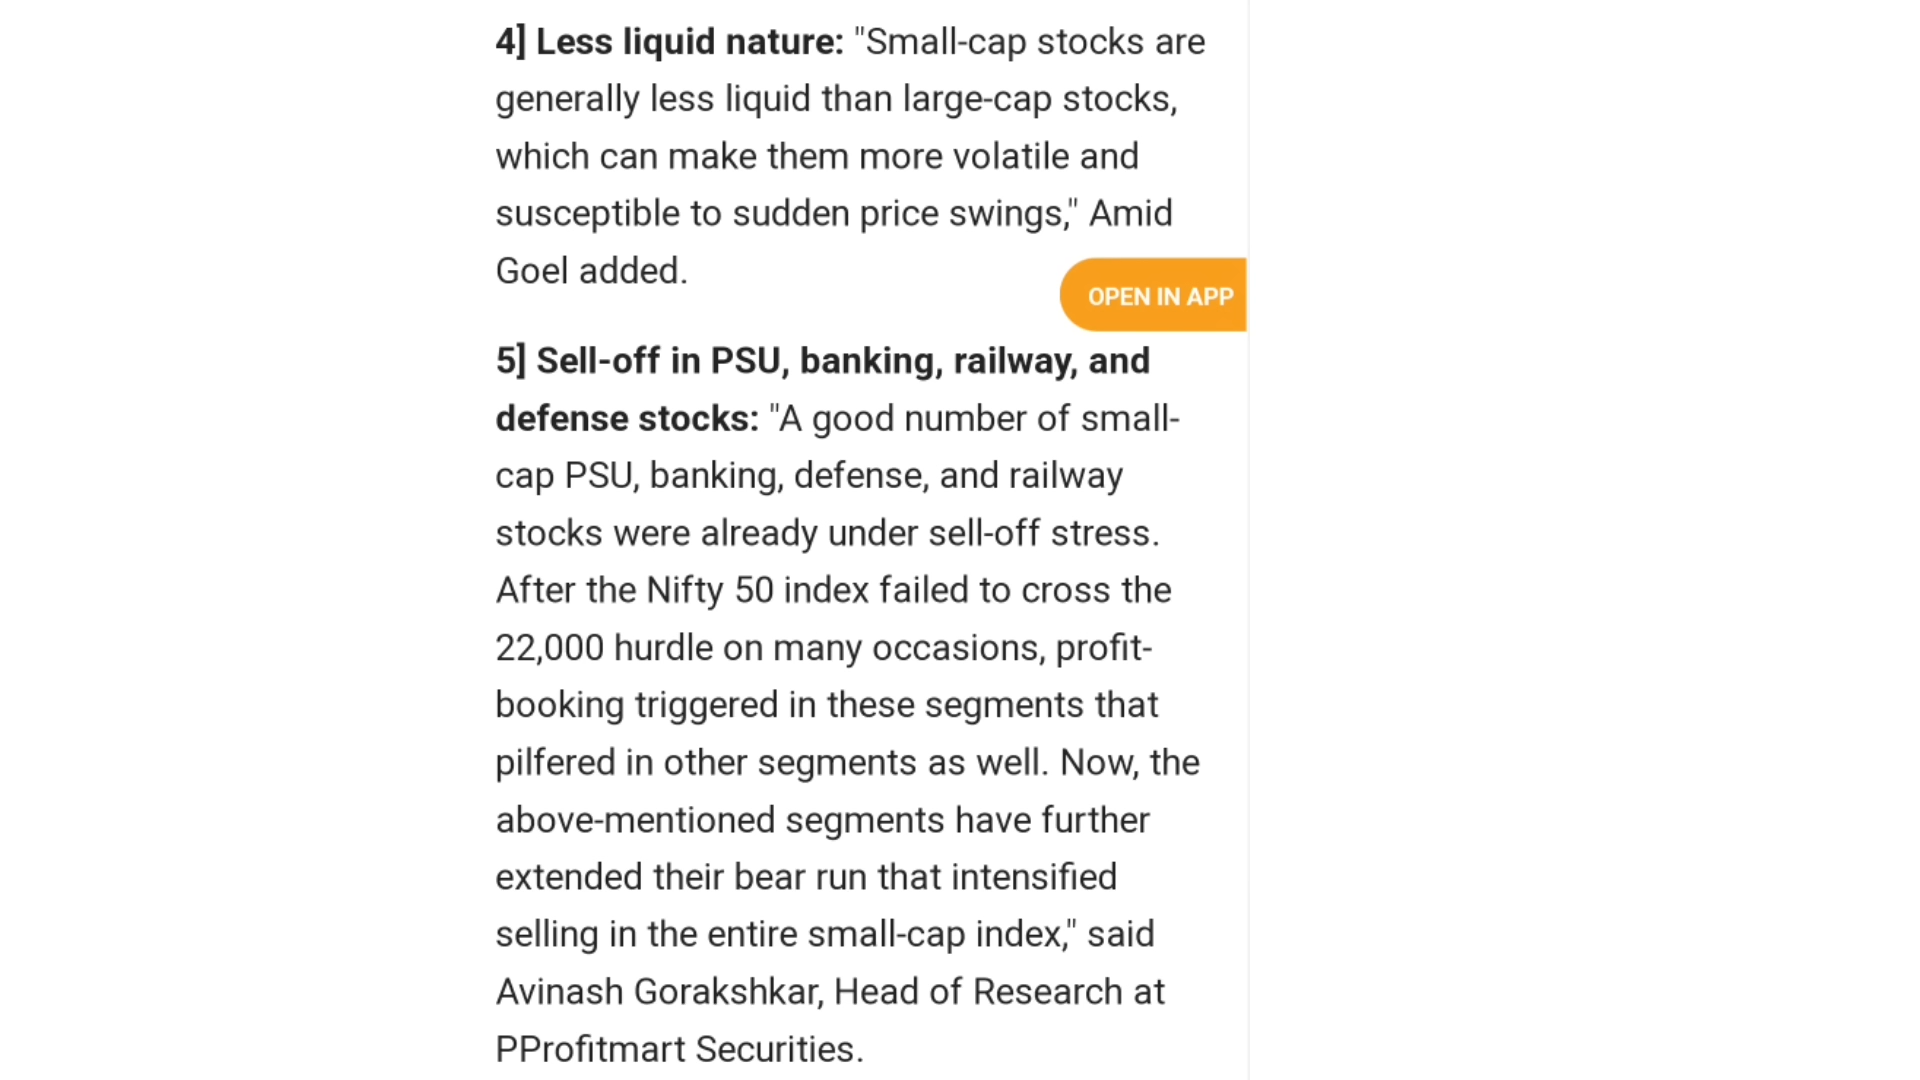 4] Less liquid nature: "Small-cap stocks are
generally less liquid than large-cap stocks,
which can make them more volatile and
susceptible to sudden price swings," Amid
Goel added.
OPEN IN APP
5] Sell-off in PSU, banking, railway, and
defense stocks: "A good number of small-
cap PSU, banking, defense, and railway
stocks were already under sell-off stress.
After the Nifty 50 index failed to cross the
22,000 hurdle on many occasions, profit-
booking triggered in these segments that
pilfered in other segments as well. Now, the
above-mentioned segments have further
extended their bear run that intensified
selling in the entire small-cap index," said
Avinash Gorakshkar, Head of Research at
PProfitmart Securities.